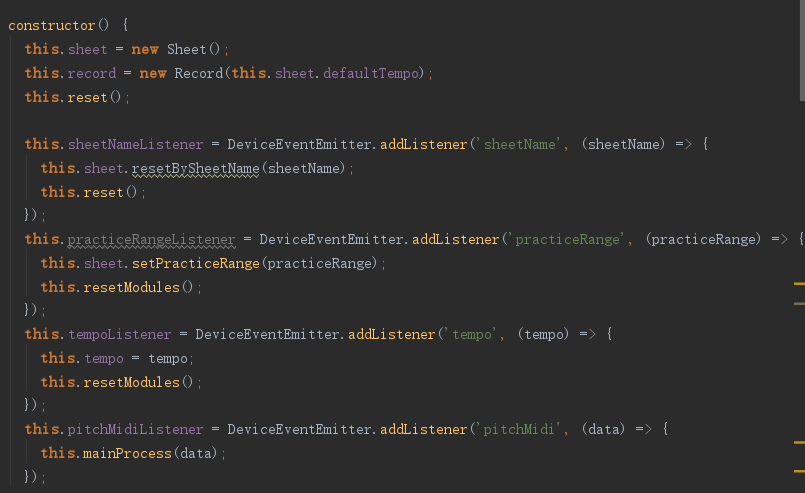 constructor() {
this.sheet = new Sheet();
this.record = new Record(this.sheet.defaultTempo);
this.reset();
this.sheetNameListener = DeviceEventEmitter.addListener('sheetName', (sheetName) => {
this.sheet.resetBySheetName(sheetName);
this.reset();
});
this.practiceRangeListener = DeviceEventEmitter.addListener('practiceRange', (practiceRange) => {
this.sheet.setPracticeRange(practiceRange);
this.resetModules();
});
this.tempoListener = DeviceEventEmitter.addListener('tempo', (tempo) => {
this.tempo = tempo;
this.resetModules();
});
this.pitchMidiListener = DeviceEventEmitter.addListener('pitchMidi', (data) => {
this.mainProcess(data);
});